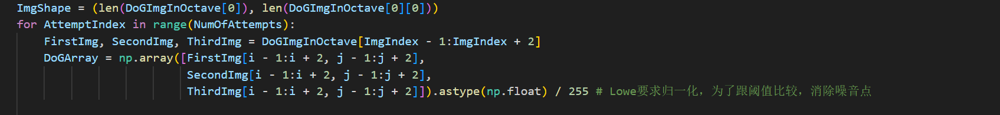 ImgShape = (len(DoGImgInOctave[0]), len(DoGImgInOctave[0][0]))
for AttemptIndex in range(NumOfAttempts):
    FirstImg, SecondImg, ThirdImg = DoGImgInOctave[ImgIndex - 1:ImgIndex + 2]
    DoGArray = np.array([FirstImg[i - 1:i + 2, j - 1:j + 2],
                         SecondImg[i - 1:i + 2, j - 1:j + 2],
                         ThirdImg[i - 1:i + 2, j - 1:j + 2]]).astype(np.float) / 255 # Lowe要求归一化，为了跟阈值比较，消除噪音点